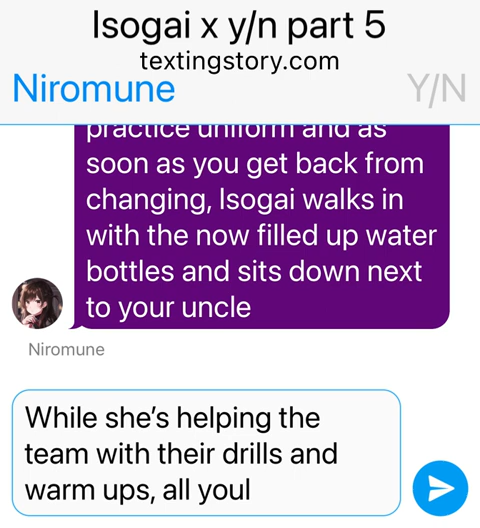 Isogai x y/n part 5
textingstory.com
Niromune Y/N
practice uniform and as
soon as you get back from
changing, Isogai walks in
with the now filled up water
bottles and sits down next
to your uncle
Niromune
While she’s helping the
team with their drills and
warm ups, all youl